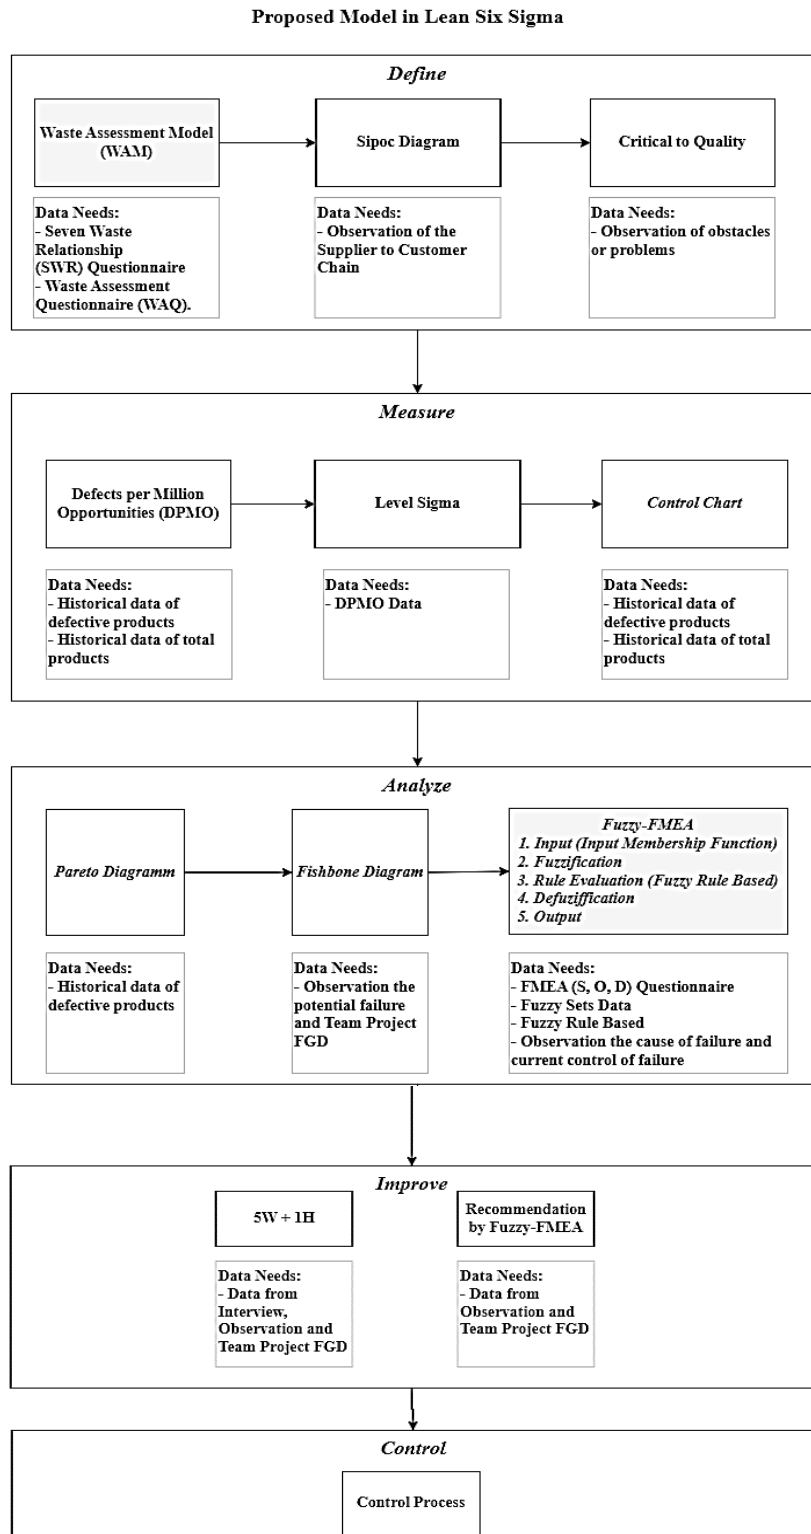 Proposed Model in Lean Six Sigma
Define
Waste Assessment Model
(WAM)
Sipoc Diagram
Critical to Quality
Data Needs:
- Seven Waste
Relationship
(SWR) Questionnaire
- Waste Assessment
Questionnaire (WAQ).
Data Needs:
- Observation of the
Supplier to Customer
Chain
Data Needs:
- Observation of obstacles
or problems
Measure
Defects per Million
Opportunities (DPMO)
Level Sigma
Control Chart
Data Needs:
- Historical data of
defective products
- Historical data of total
products
Data Needs:
- DPMO Data
Data Needs:
- Historical data of
defective products
- Historical data of total
products
Analyze
Pareto Diagramm
Fishbone Diagram
Fuzzy-FMEA
1. Input (Input Membership Function)
2. Fuzzification
3. Rule Evaluation (Fuzzy Rule Based)
4. Defuziffication
5. Output
Data Needs:
- Historical data of
defective products
Data Needs:
- Observation the
potential failure
and Team Project
FGD
Data Needs:
- FMEA (S, O, D) Questionnaire
- Fuzzy Sets Data
- Fuzzy Rule Based
- Observation the cause of failure and
current control of failure
Improve
5W + 1H
Recommendation
by Fuzzy-FMEA
Data Needs:
- Data from
Interview,
Observation and
Team Project FGD
Data Needs:
- Data from
Observation and
Team Project FGD
Control
Control Process